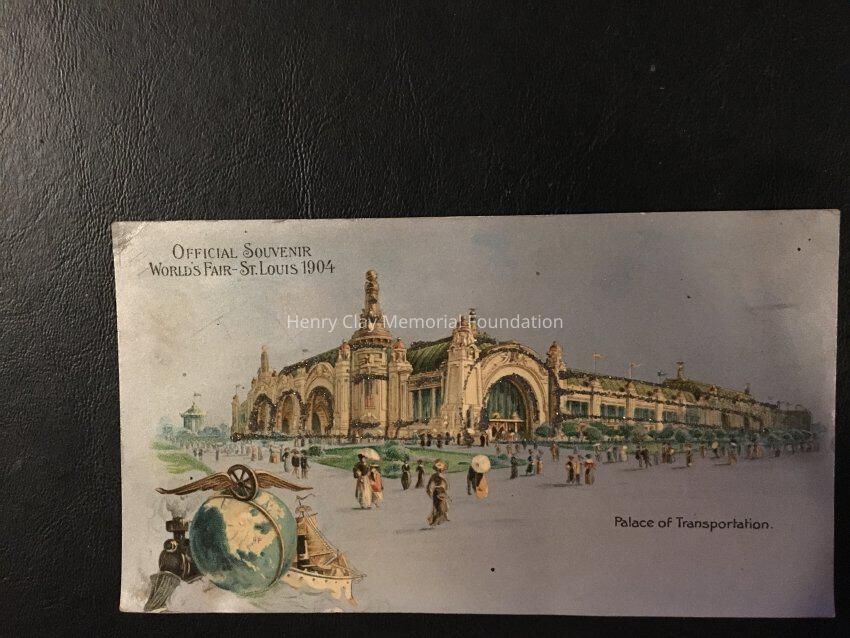 Official Souvenir
World's Fair-St. Louis 1904
Henry Clay Memorial Foundation
Palace of Transportation.